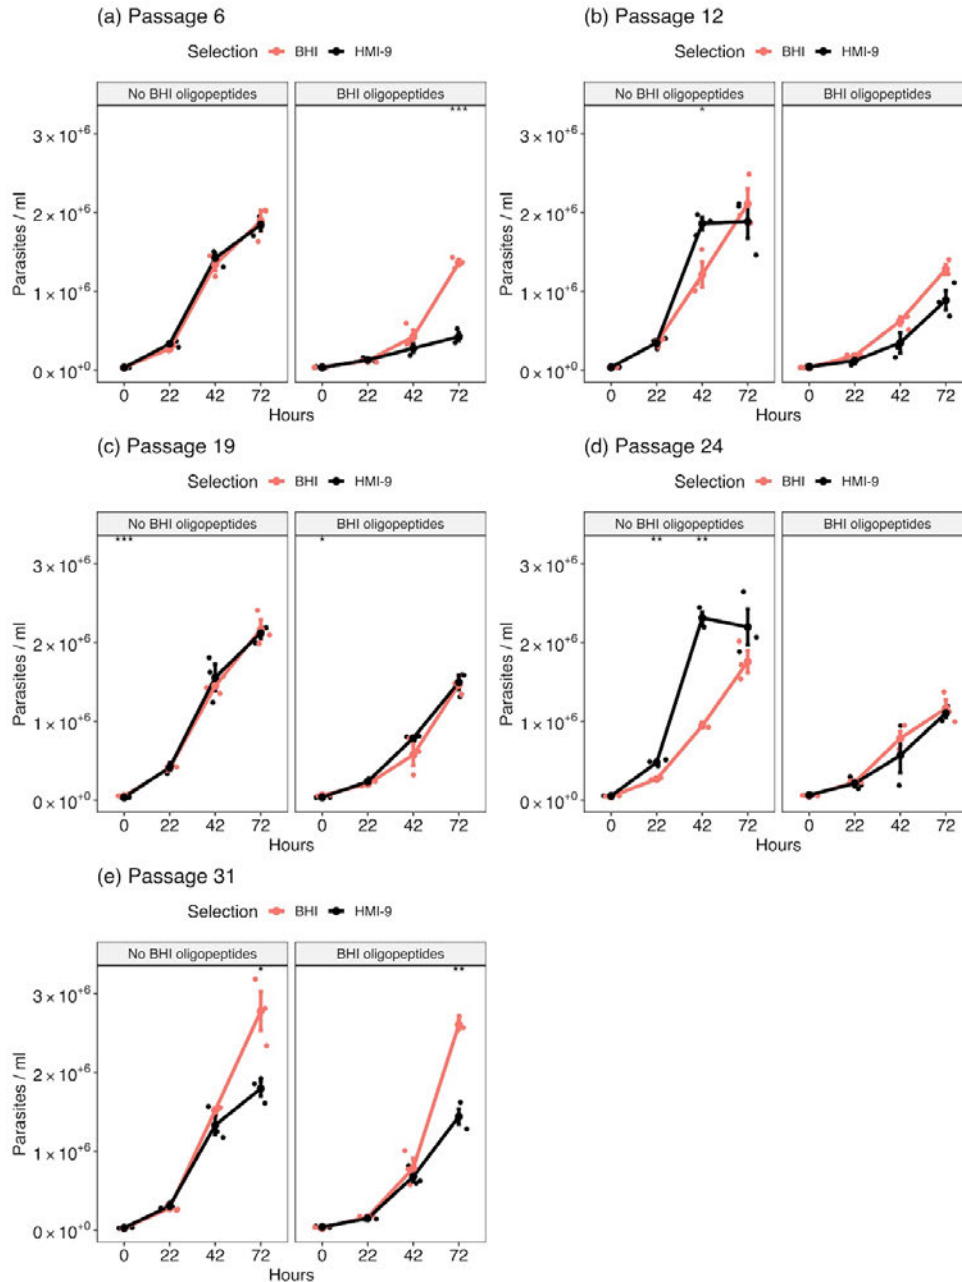 (a) Passage 6
Selection BHI HMI-9
No BHI oligopeptides BHI oligopeptides
***
3 × 10⁺⁶
2 × 10⁺⁶
1 × 10⁺⁶
0 × 10⁺⁰
Parasites / ml
0 22 42 72 0 22 42 72
Hours
(b) Passage 12
Selection BHI HMI-9
No BHI oligopeptides BHI oligopeptides
*
3 × 10⁺⁶
2 × 10⁺⁶
1 × 10⁺⁶
0 × 10⁺⁰
Parasites / ml
0 22 42 72 0 22 42 72
Hours
(c) Passage 19
Selection BHI HMI-9
No BHI oligopeptides BHI oligopeptides
*** *
3 × 10⁺⁶
2 × 10⁺⁶
1 × 10⁺⁶
0 × 10⁺⁰
Parasites / ml
0 22 42 72 0 22 42 72
Hours
(d) Passage 24
Selection BHI HMI-9
No BHI oligopeptides BHI oligopeptides
** **
3 × 10⁺⁶
2 × 10⁺⁶
1 × 10⁺⁶
0 × 10⁺⁰
Parasites / ml
0 22 42 72 0 22 42 72
Hours
(e) Passage 31
Selection BHI HMI-9
No BHI oligopeptides BHI oligopeptides
* **
3 × 10⁺⁶
2 × 10⁺⁶
1 × 10⁺⁶
0 × 10⁺⁰
Parasites / ml
0 22 42 72 0 22 42 72
Hours